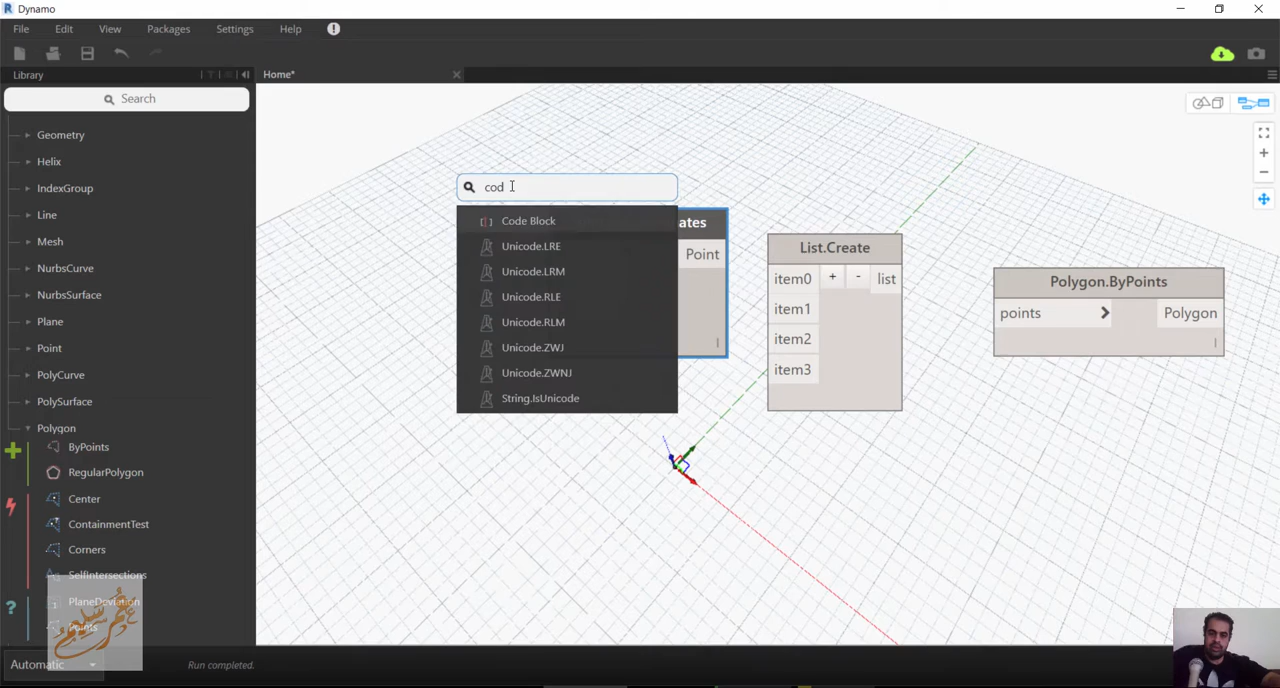 Dynamo
File Edit View Packages Settings Help
Library
Home*
Search
Geometry
Helix
IndexGroup
Line
Mesh
NurbsCurve
NurbsSurface
Plane
Point
PolyCurve
PolySurface
Polygon
ByPoints
RegularPolygon
Center
ContainmentTest
Corners
SelfIntersections
PlaneDeviation
Points
Automatic
Run completed.
cod
Code Block
Unicode.LRE
Unicode.LRM
Unicode.RLE
Unicode.RLM
Unicode.ZWJ
Unicode.ZWNJ
String.IsUnicode
ates
Point
List.Create
item0 + - list
item1
item2
item3
Polygon.ByPoints
points Polygon